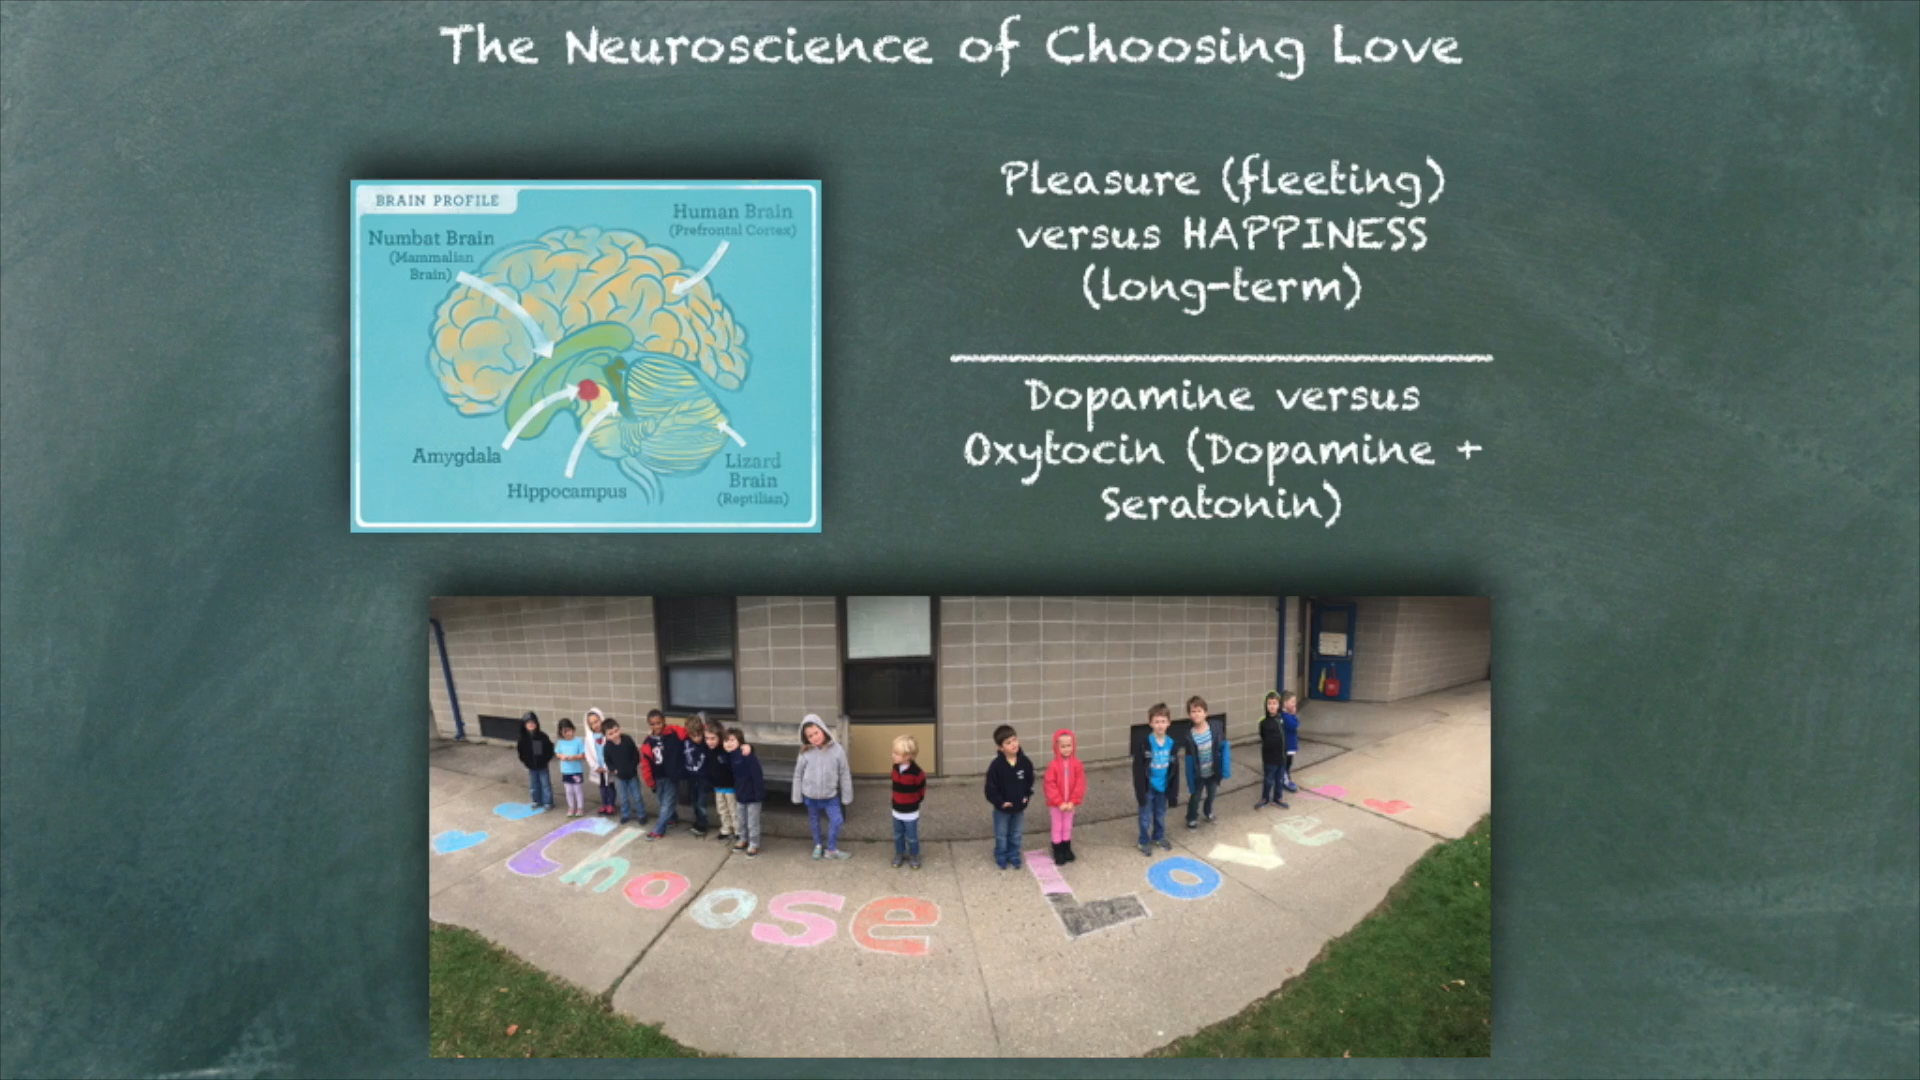 The Neuroscience of Choosing Love
BRAIN PROFILE
Numbat Brain
(Mammalian
Brain)
Human Brain
(Prefrontal Cortex)
Amygdala
Hippocampus
Lizard
Brain
(Reptilian)
Pleasure (fleeting)
versus HAPPINESS
(long-term)
Dopamine versus
Oxytocin (Dopamine +
Seratonin)
Choose Love